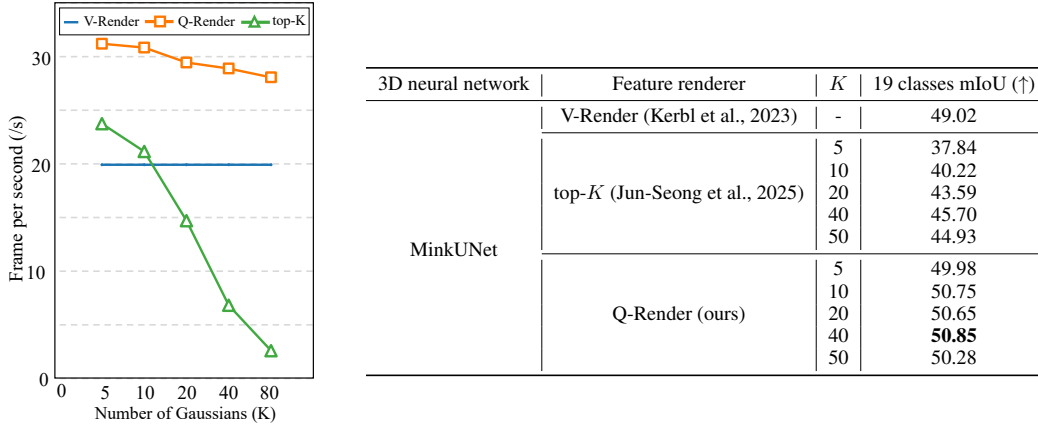 V-Render Q-Render top-K
Frame per second (/s)
30
20
10
0
0 5 10 20 40 80
Number of Gaussians (K)
3D neural network Feature renderer K 19 classes mIoU (↑)
MinkUNet
V-Render (Kerbl et al., 2023) - 49.02
top-K (Jun-Seong et al., 2025)
5 37.84
10 40.22
20 43.59
40 45.70
50 44.93
Q-Render (ours)
5 49.98
10 50.75
20 50.65
40 50.85
50 50.28